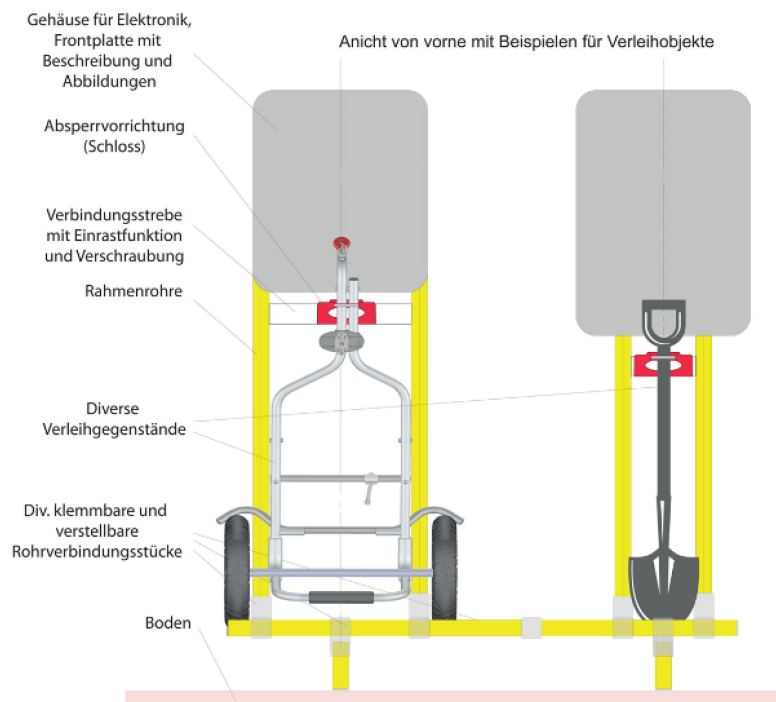 Gehäuse für Elektronik,
Frontplatte mit
Beschreibung und
Abbildungen
Anicht von vorne mit Beispielen für Verleihobjekte
Absperrvorrichtung
(Schloss)
Verbindungsstrebe
mit Einrastfunktion
und Verschraubung
Rahmenrohre
Diverse
Verleihgegenstände
Div. klemmbare und
verstellbare
Rohrverbindungsstücke
Boden